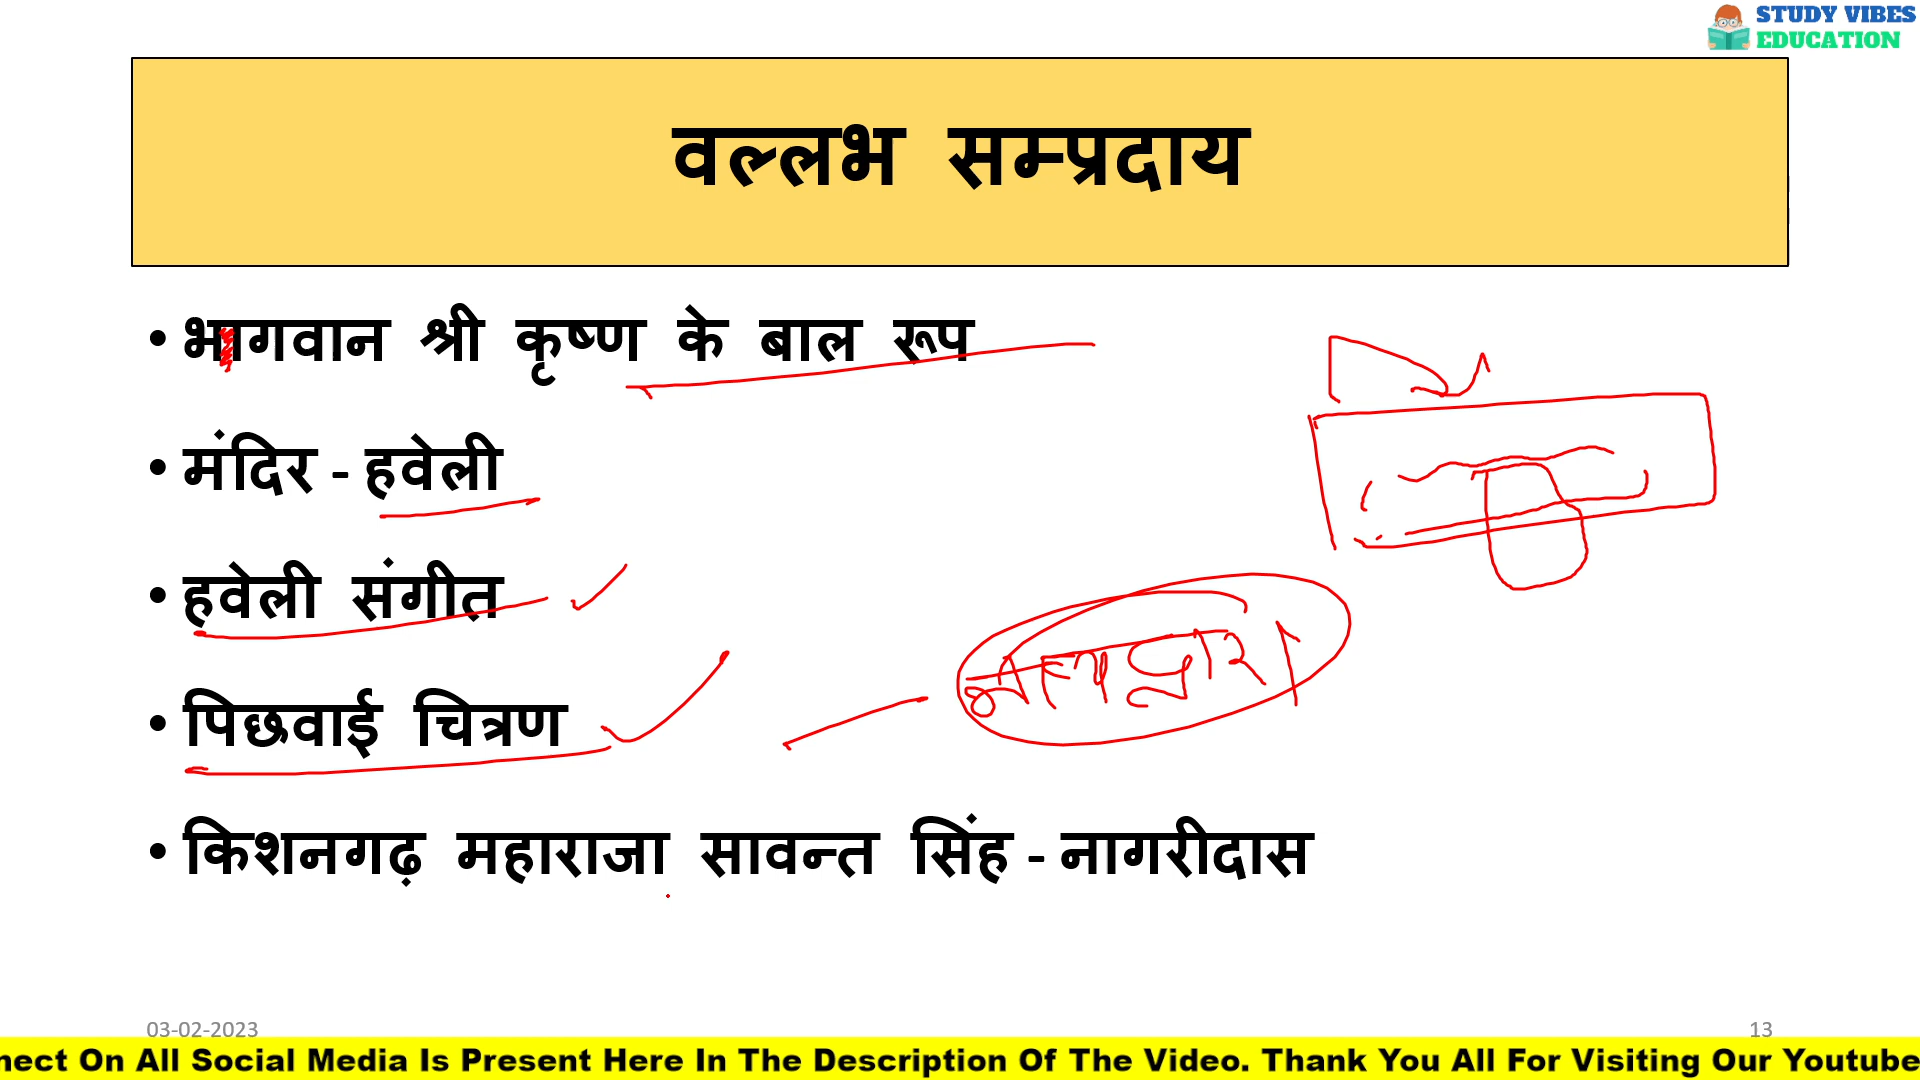 STUDY VIBES
EDUCATION
वल्लभ सम्प्रदाय
• भागवान श्री कृष्ण के बाल रूप
• मंदिर - हवेली
• हवेली संगीत
• पिछवाई चित्रण
• किशनगढ़ महाराजा सावन्त सिंह - नागरीदास
03-02-2023
13
nect On All Social Media Is Present Here In The Description Of The Video. Thank You All For Visiting Our Youtube